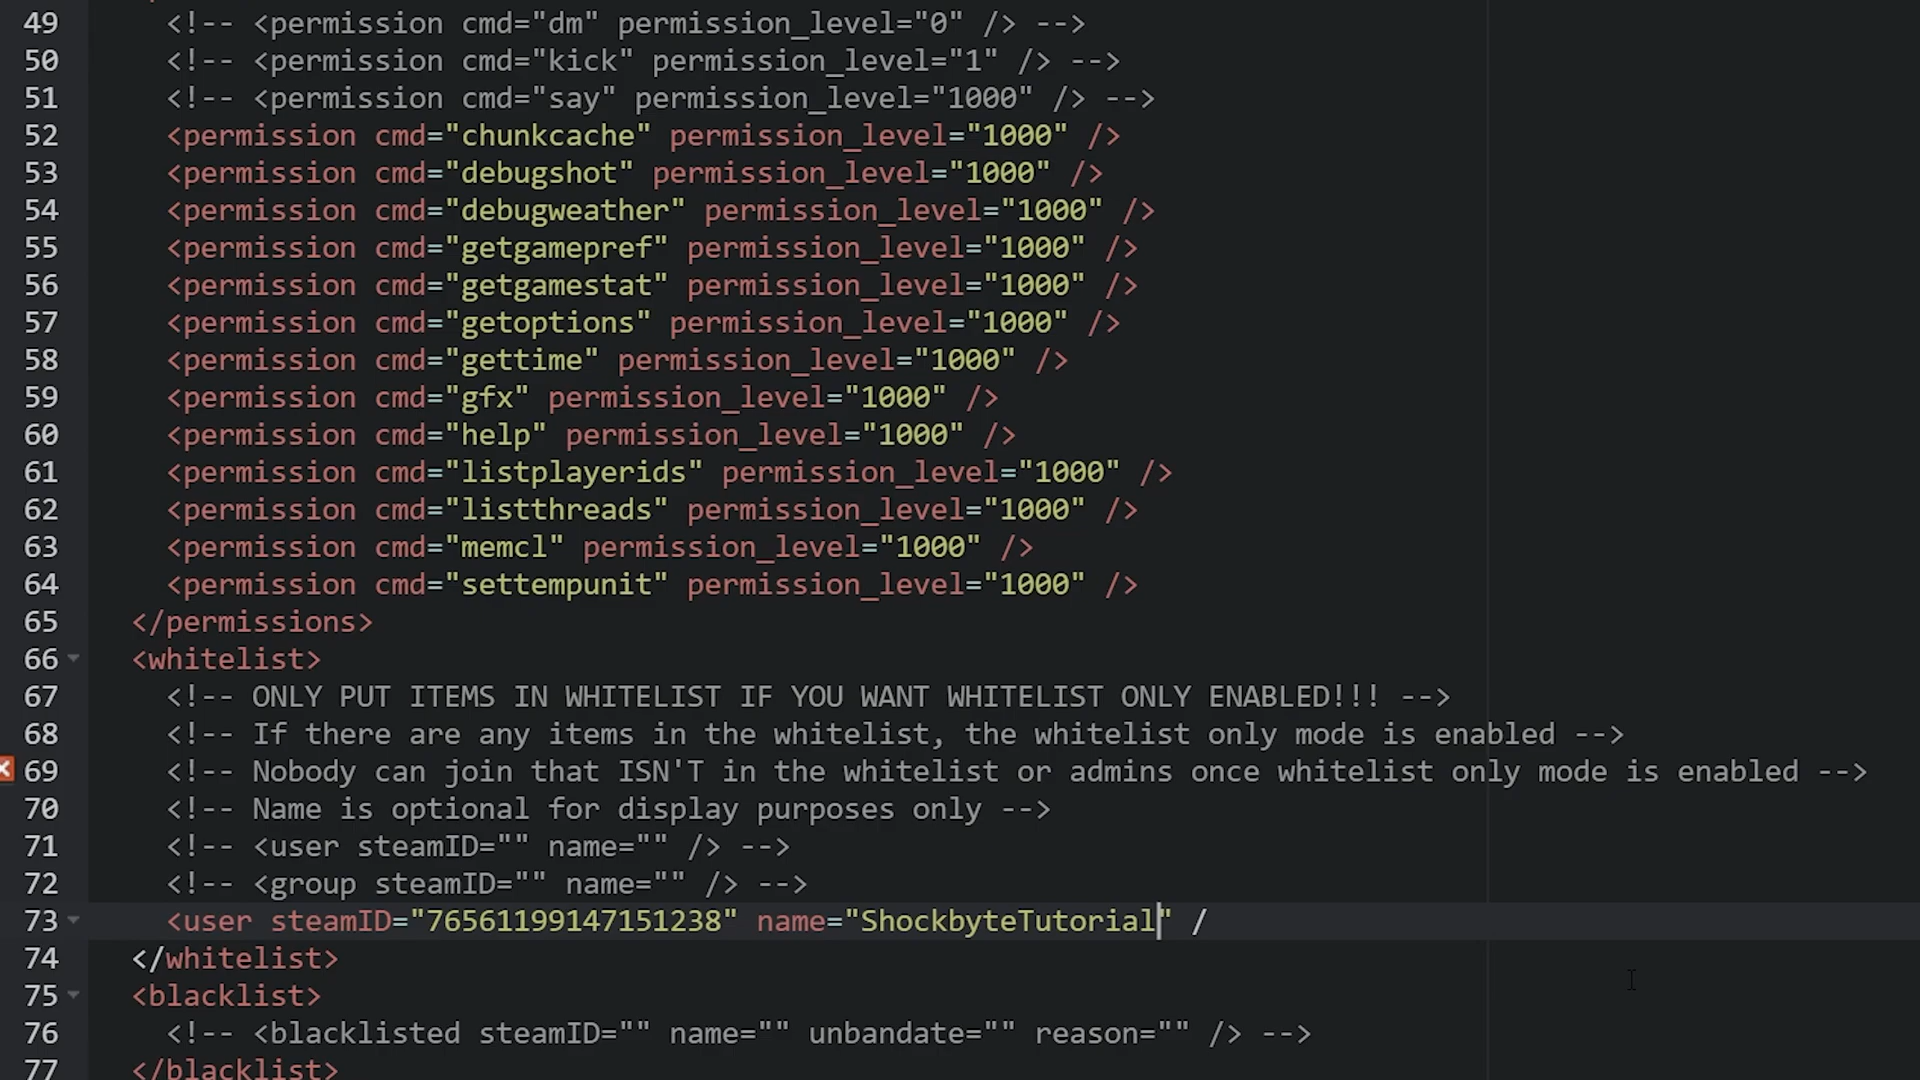 49 <!-- <permission cmd="dm" permission_level="0" /> -->
50 <!-- <permission cmd="kick" permission_level="1" /> -->
51 <!-- <permission cmd="say" permission_level="1000" /> -->
52 <permission cmd="chunkcache" permission_level="1000" />
53 <permission cmd="debugshot" permission_level="1000" />
54 <permission cmd="debugweather" permission_level="1000" />
55 <permission cmd="getgamepref" permission_level="1000" />
56 <permission cmd="getgamestat" permission_level="1000" />
57 <permission cmd="getoptions" permission_level="1000" />
58 <permission cmd="gettime" permission_level="1000" />
59 <permission cmd="gfx" permission_level="1000" />
60 <permission cmd="help" permission_level="1000" />
61 <permission cmd="listplayerids" permission_level="1000" />
62 <permission cmd="listthreads" permission_level="1000" />
63 <permission cmd="memcl" permission_level="1000" />
64 <permission cmd="settempunit" permission_level="1000" />
65 </permissions>
66 <whitelist>
67 <!-- ONLY PUT ITEMS IN WHITELIST IF YOU WANT WHITELIST ONLY ENABLED!!! -->
68 <!-- If there are any items in the whitelist, the whitelist only mode is enabled -->
69 <!-- Nobody can join that ISN'T in the whitelist or admins once whitelist only mode is enabled -->
70 <!-- Name is optional for display purposes only -->
71 <!-- <user steamID="" name="" /> -->
72 <!-- <group steamID="" name="" /> -->
73 <user steamID="76561199147151238" name="ShockbyteTutorial" /
74 </whitelist>
75 <blacklist>
76 <!-- <blacklisted steamID="" name="" unbandate="" reason="" /> -->
77 </blacklist>